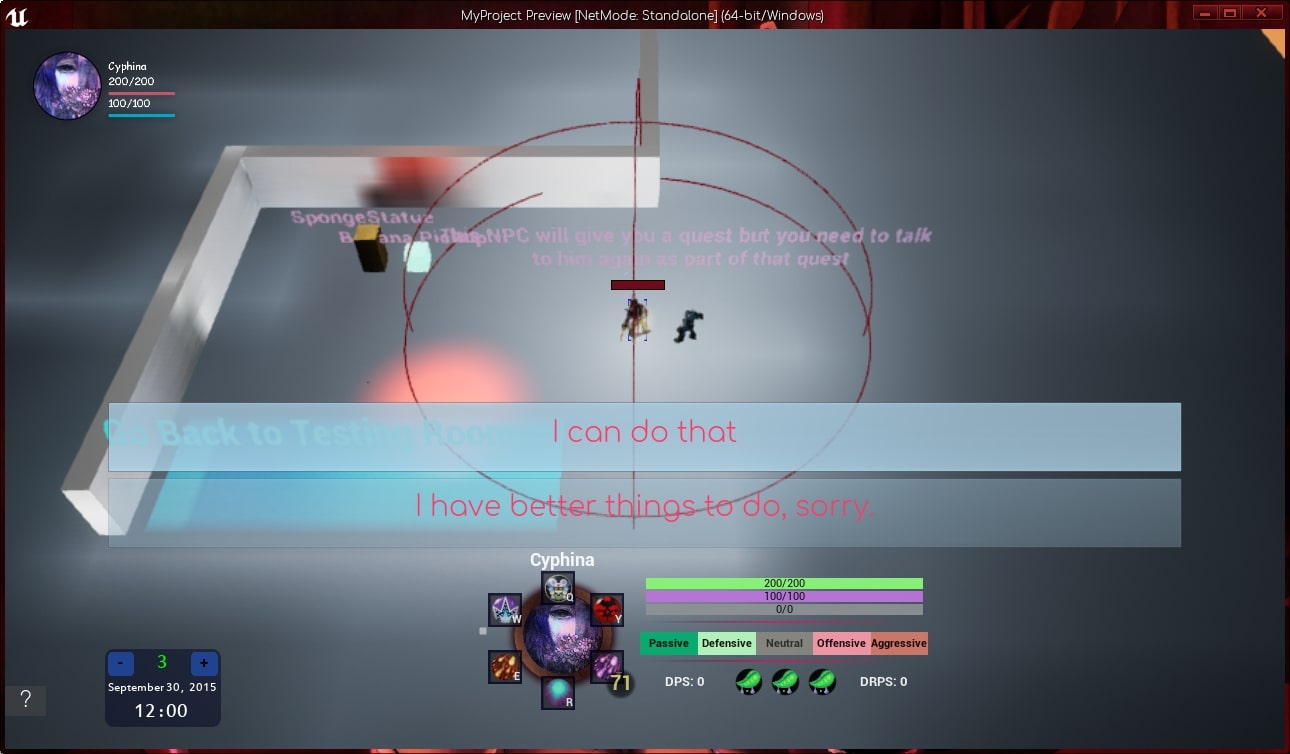 MyProject Preview [NetMode: Standalone] (64-bit/Windows)
Cyphina
200/200
100/100
SpongeStatue
Banana Pickup
This NPC will give you a quest but you need to talk
to him again as part of that quest
Go Back to Testing Room
I can do that
I have better things to do, sorry.
Cyphina
Q
W
Y
E
R
71
200/200
100/100
0/0
Passive
Defensive
Neutral
Offensive
Aggressive
DPS: 0
DRPS: 0
-
3
+
September 30, 2015
12:00
?